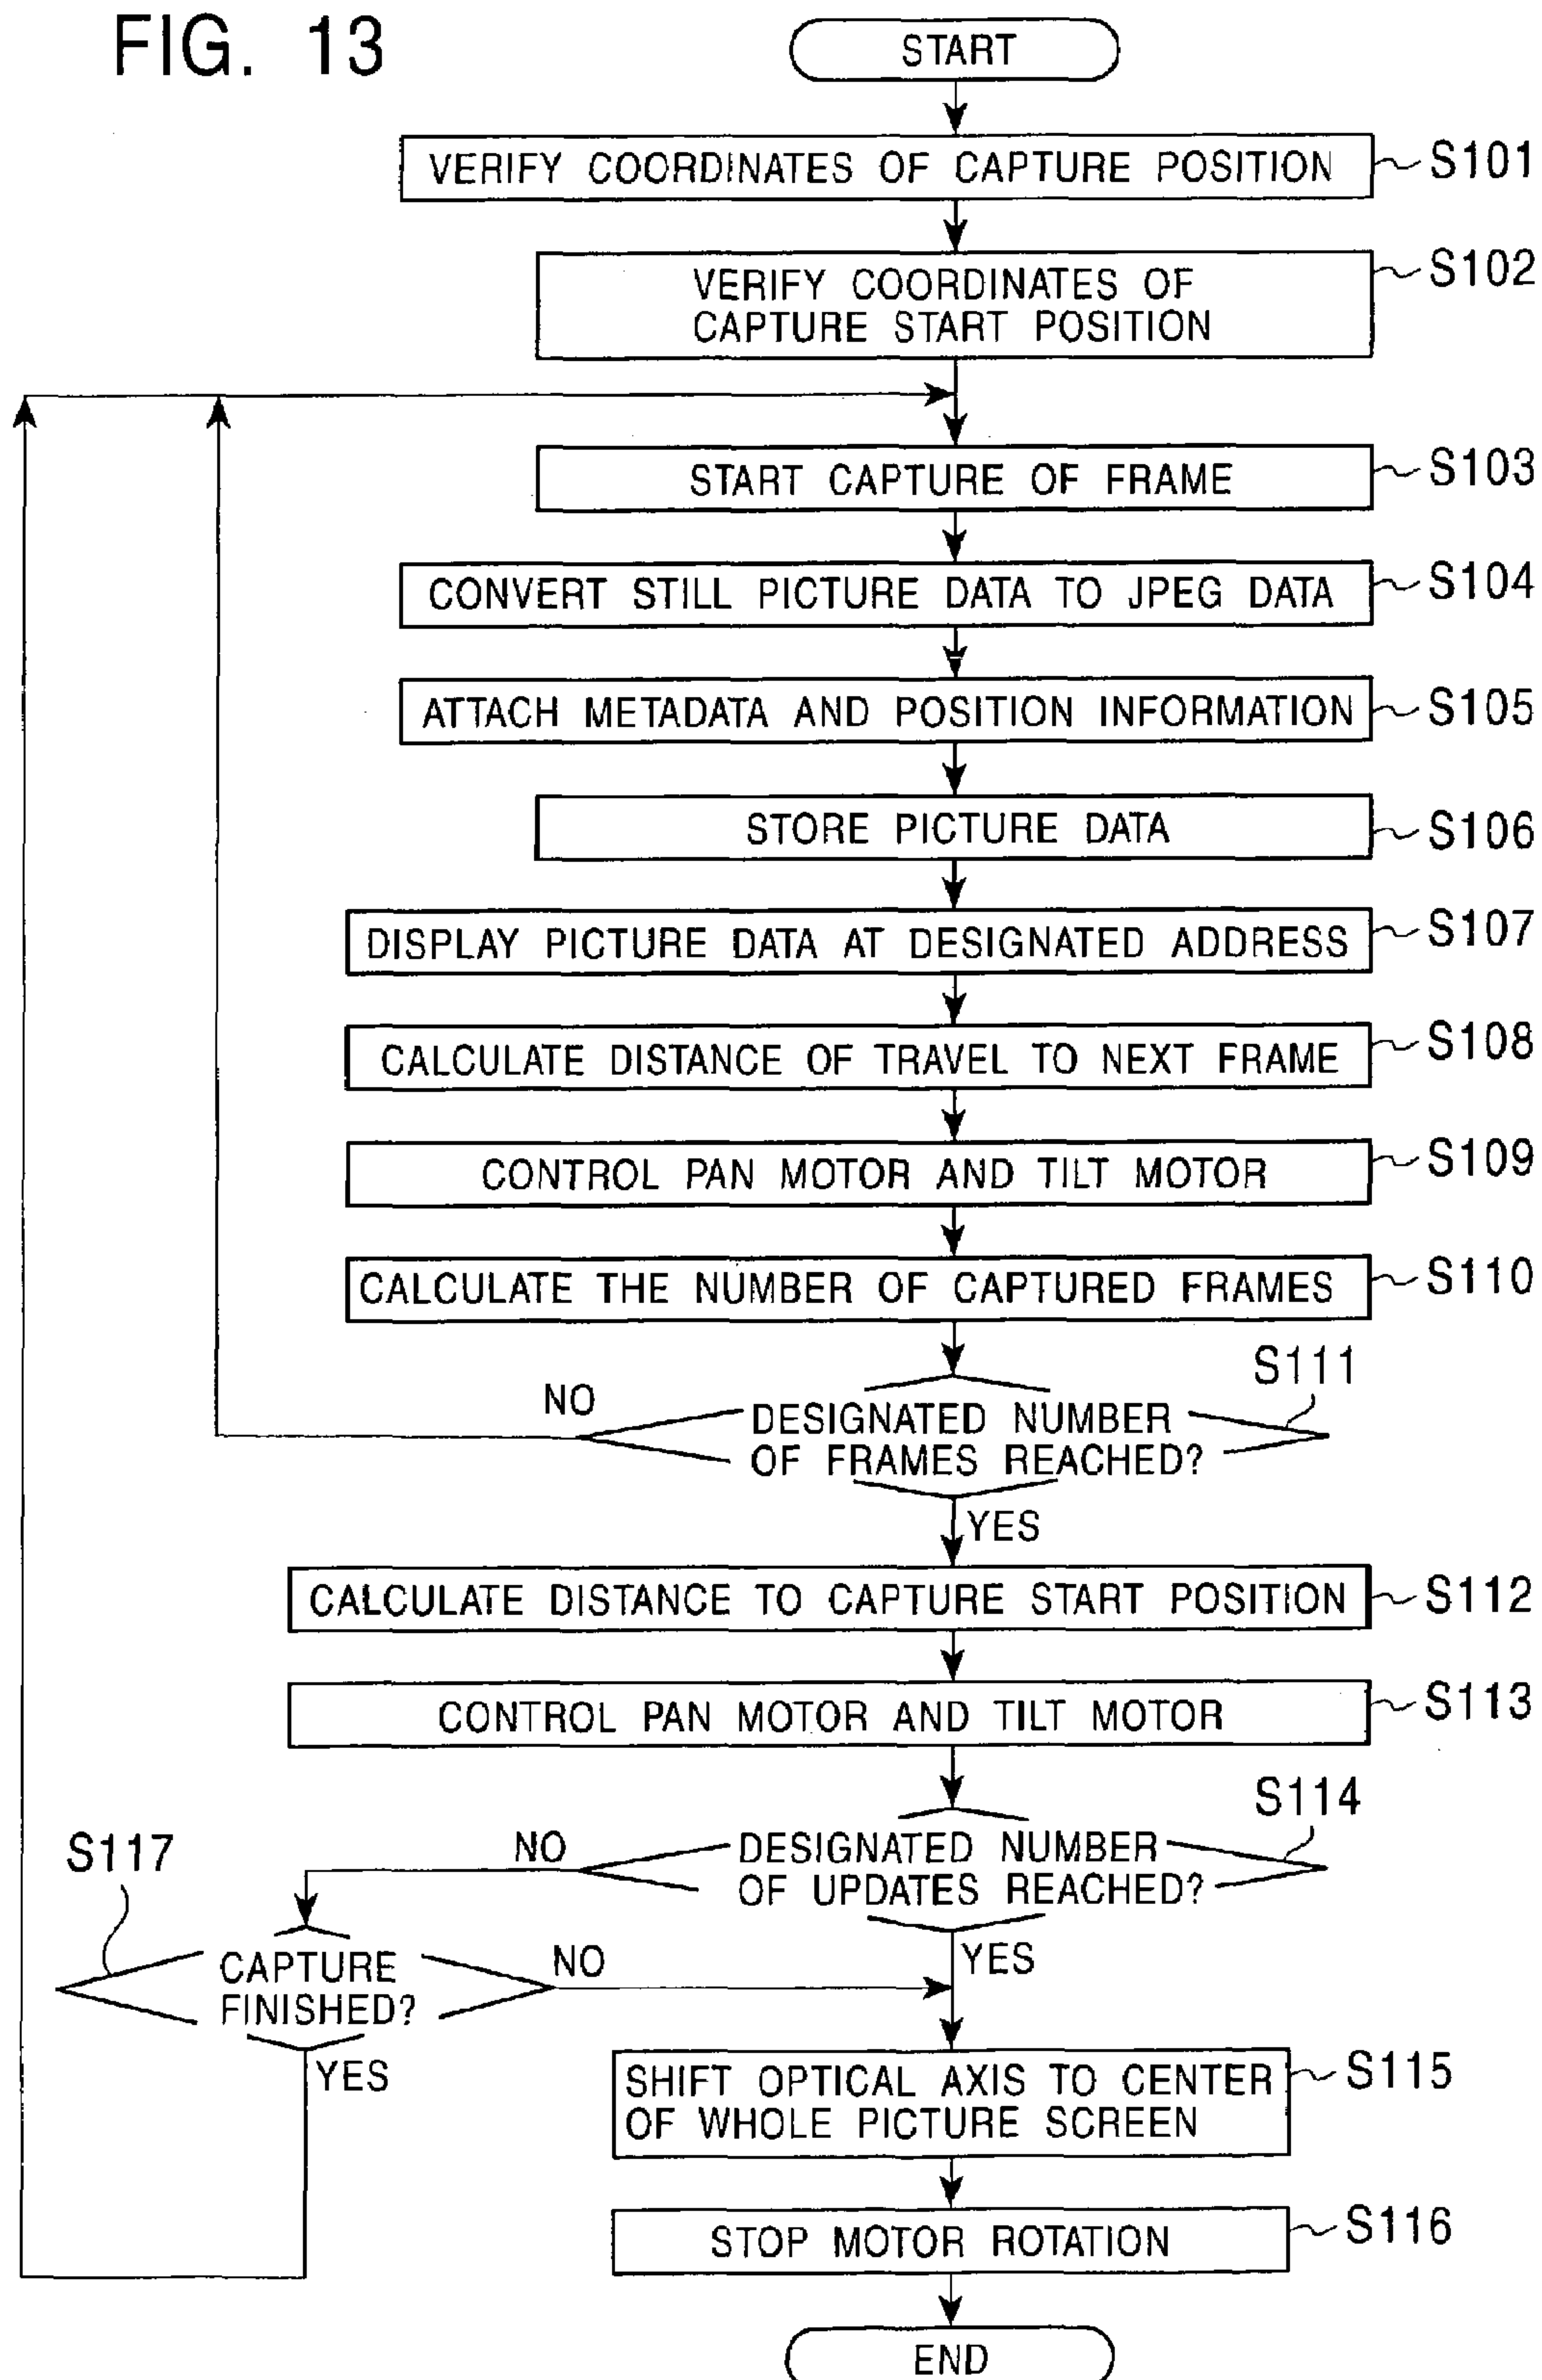 FIG. 13
START
VERIFY COORDINATES OF CAPTURE POSITION
S101
VERIFY COORDINATES OF
CAPTURE START POSITION
S102
START CAPTURE OF FRAME
S103
CONVERT STILL PICTURE DATA TO JPEG DATA
S104
ATTACH METADATA AND POSITION INFORMATION
S105
STORE PICTURE DATA
S106
DISPLAY PICTURE DATA AT DESIGNATED ADDRESS
S107
CALCULATE DISTANCE OF TRAVEL TO NEXT FRAME
S108
CONTROL PAN MOTOR AND TILT MOTOR
S109
CALCULATE THE NUMBER OF CAPTURED FRAMES
S110
S111
NO
DESIGNATED NUMBER
OF FRAMES REACHED?
YES
CALCULATE DISTANCE TO CAPTURE START POSITION
S112
CONTROL PAN MOTOR AND TILT MOTOR
S113
S114
NO
DESIGNATED NUMBER
OF UPDATES REACHED?
YES
S117
CAPTURE
FINISHED?
NO
YES
SHIFT OPTICAL AXIS TO CENTER
OF WHOLE PICTURE SCREEN
S115
STOP MOTOR ROTATION
S116
END